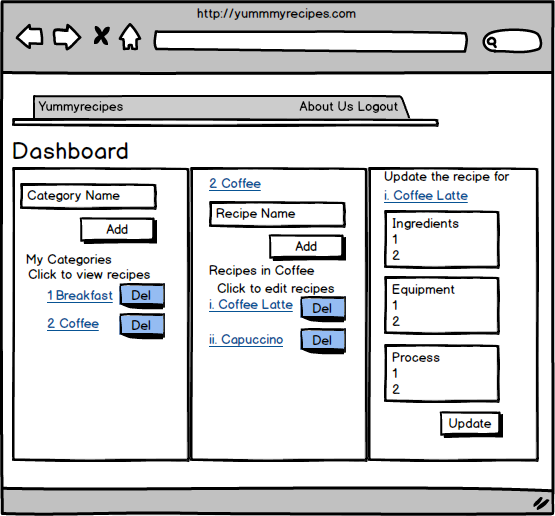 http://yummmyrecipes.com
Yummyrecipes
About Us Logout
Dashboard
Category Name
Add
My Categories
Click to view recipes
1 Breakfast Del
2 Coffee Del
2 Coffee
Recipe Name
Add
Recipes in Coffee
Click to edit recipes
i. Coffee Latte Del
ii. Capuccino Del
Update the recipe for
i. Coffee Latte
Ingredients
1
2
Equipment
1
2
Process
1
2
Update